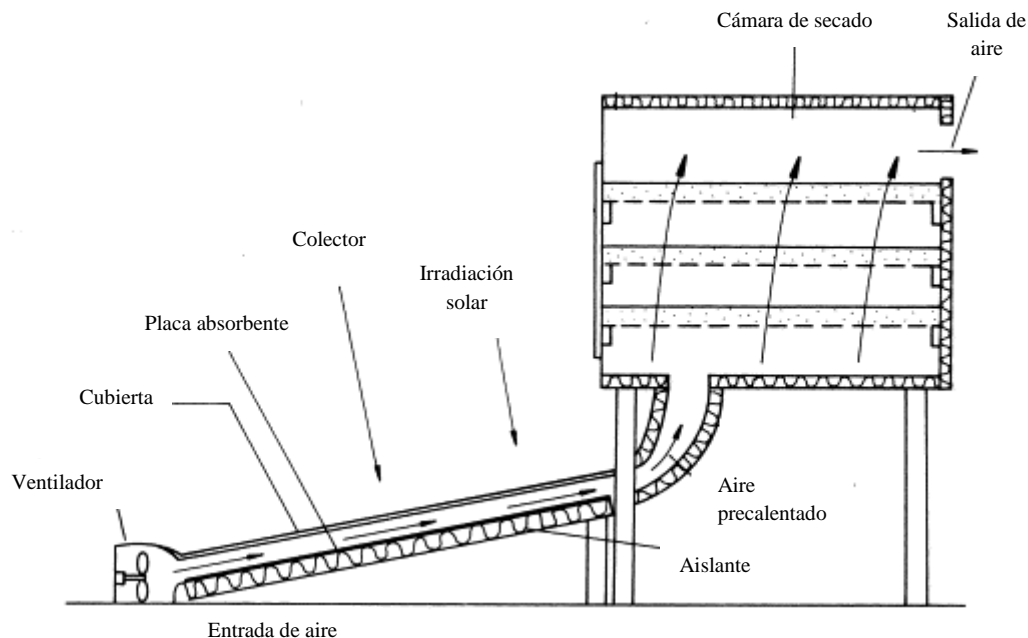 Cámara de secado
Salida de
aire
Colector
Irradiación
solar
Placa absorbente
Cubierta
Ventilador
Aire
precalentado
Aislante
Entrada de aire